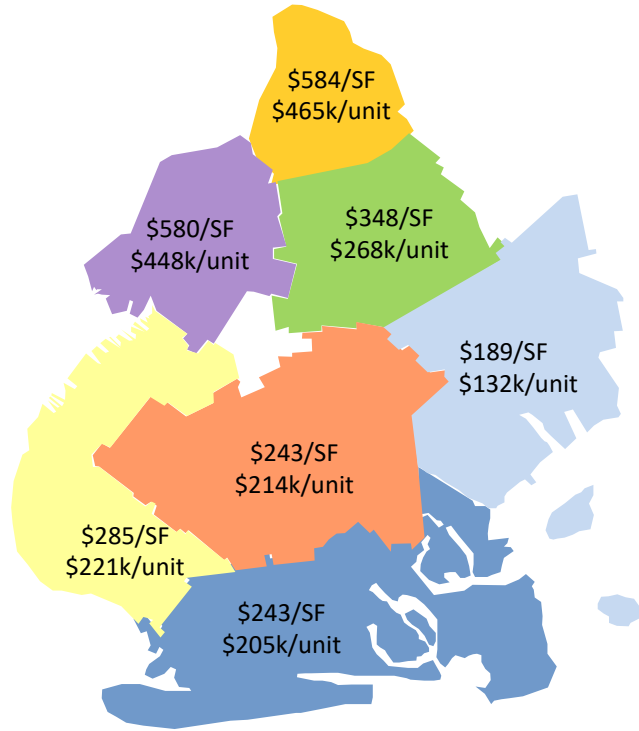 $584/SF
$465k/unit
$580/SF
$448k/unit
$348/SF
$268k/unit
$189/SF
$132k/unit
$243/SF
$214k/unit
$285/SF
$221k/unit
$243/SF
$205k/unit